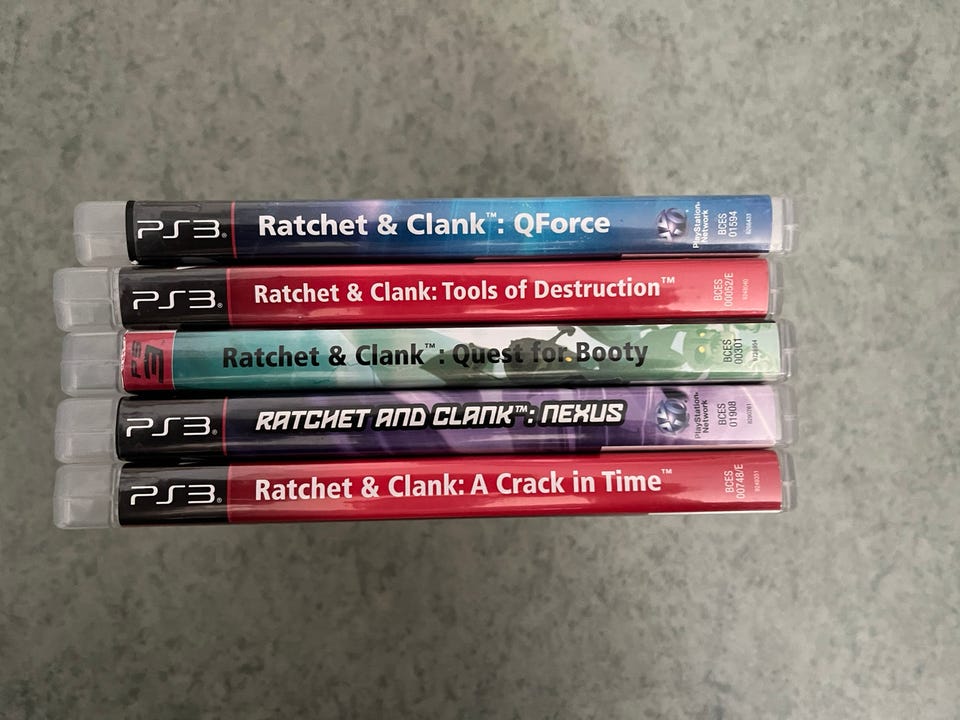 PS3 Ratchet & Clank™: QForce PlayStation Network BCES 01594
PS3 Ratchet & Clank: Tools of Destruction™ BCES 00052/E
PS3 Ratchet & Clank™: Quest for Booty BCES 00301
PS3 RATCHET AND CLANK™: NEXUS PlayStation Network BCES 01908
PS3 Ratchet & Clank: A Crack in Time™ BCES 00748/E